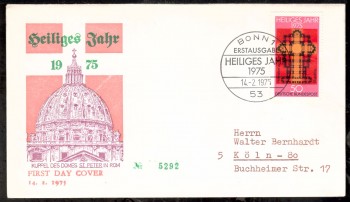 Heiliges Jahr
1975
KUPPEL DES DOMES ST. PETER IN ROM
FIRST DAY COVER
14. 2. 1975
№ 5292
BONN 1
ERSTAUSGABE
HEILIGES JAHR
1975
14.-2.1975
53
HEILIGES JAHR
1975
50
DEUTSCHE BUNDESPOST
Herrn
Walter Bernhardt
5 Köln-80
Buchheimer Str. 17